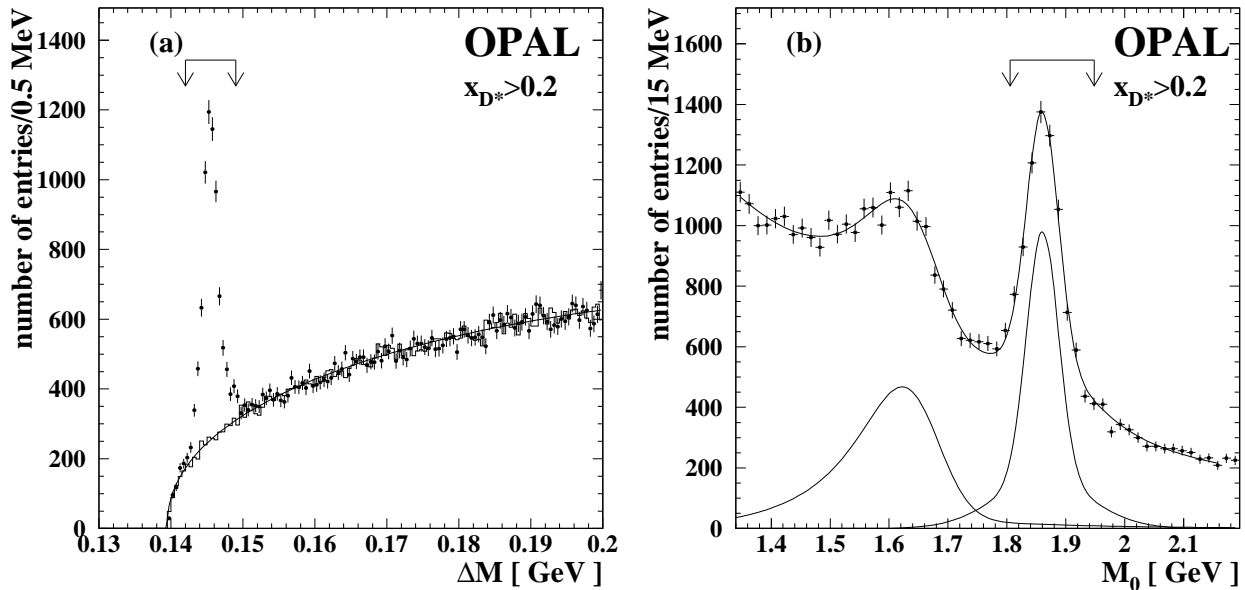 (a)
OPAL
x_D*>0.2
number of entries/0.5 MeV
1400
1200
1000
800
600
400
200
0
0.13 0.14 0.15 0.16 0.17 0.18 0.19 0.2
ΔM [ GeV ]
(b)
OPAL
x_D*>0.2
number of entries/15 MeV
1600
1400
1200
1000
800
600
400
200
0
1.4 1.5 1.6 1.7 1.8 1.9 2 2.1
M_0 [ GeV ]